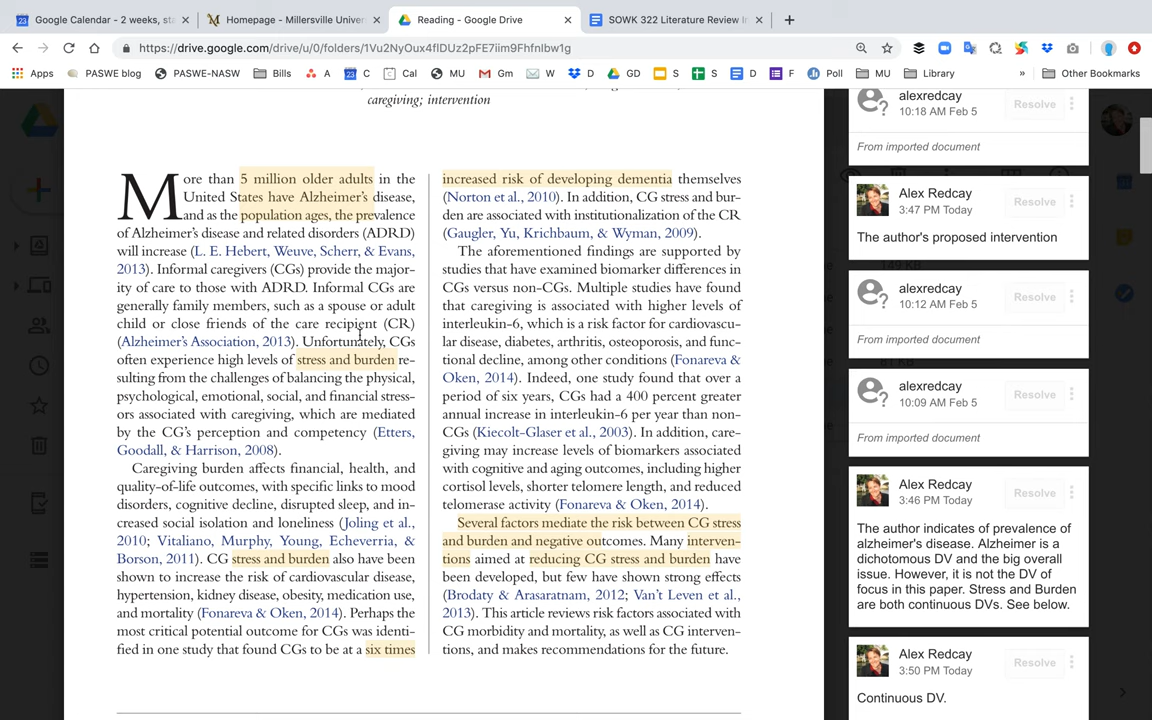 Google Calendar - 2 weeks, sta
Homepage - Millersville Univer
Reading - Google Drive
SOWK 322 Literature Review I
https://drive.google.com/drive/u/0/folders/1Vu2NyOux4flDUz2pFE7iim9Fhfnlbw1g
Apps
PASWE blog
PASWE-NASW
Bills
A
C
Cal
MU
Gm
W
D
GD
S
S
D
F
Poll
MU
Library
»
Other Bookmarks
caregiving; intervention
More than 5 million older adults in the
United States have Alzheimer's disease,
and as the population ages, the prevalence
of Alzheimer's disease and related disorders (ADRD)
will increase (L. E. Hebert, Weuve, Scherr, & Evans,
2013). Informal caregivers (CGs) provide the major-
ity of care to those with ADRD. Informal CGs are
generally family members, such as a spouse or adult
child or close friends of the care recipient (CR)
(Alzheimer's Association, 2013). Unfortunately, CGs
often experience high levels of stress and burden re-
sulting from the challenges of balancing the physical,
psychological, emotional, social, and financial stress-
ors associated with caregiving, which are mediated
by the CG's perception and competency (Etters,
Goodall, & Harrison, 2008).
Caregiving burden affects financial, health, and
quality-of-life outcomes, with specific links to mood
disorders, cognitive decline, disrupted sleep, and in-
creased social isolation and loneliness (Joling et al.,
2010; Vitaliano, Murphy, Young, Echeverria, &
Borson, 2011). CG stress and burden also have been
shown to increase the risk of cardiovascular disease,
hypertension, kidney disease, obesity, medication use,
and mortality (Fonareva & Oken, 2014). Perhaps the
most critical potential outcome for CGs was identi-
fied in one study that found CGs to be at a six times
increased risk of developing dementia themselves
(Norton et al., 2010). In addition, CG stress and bur-
den are associated with institutionalization of the CR
(Gaugler, Yu, Krichbaum, & Wyman, 2009).
The aforementioned findings are supported by
studies that have examined biomarker differences in
CGs versus non-CGs. Multiple studies have found
that caregiving is associated with higher levels of
interleukin-6, which is a risk factor for cardiovascu-
lar disease, diabetes, arthritis, osteoporosis, and func-
tional decline, among other conditions (Fonareva &
Oken, 2014). Indeed, one study found that over a
period of six years, CGs had a 400 percent greater
annual increase in interleukin-6 per year than non-
CGs (Kiecolt-Glaser et al., 2003). In addition, care-
giving may increase levels of biomarkers associated
with cognitive and aging outcomes, including higher
cortisol levels, shorter telomere length, and reduced
telomerase activity (Fonareva & Oken, 2014).
Several factors mediate the risk between CG stress
and burden and negative outcomes. Many interven-
tions aimed at reducing CG stress and burden have
been developed, but few have shown strong effects
(Brodaty & Arasaratnam, 2012; Van't Leven et al.,
2013). This article reviews risk factors associated with
CG morbidity and mortality, as well as CG interven-
tions, and makes recommendations for the future.
alexredcay
10:18 AM Feb 5
Resolve
From imported document
Alex Redcay
3:47 PM Today
Resolve
The author's proposed intervention
alexredcay
10:12 AM Feb 5
Resolve
From imported document
alexredcay
10:09 AM Feb 5
Resolve
From imported document
Alex Redcay
3:46 PM Today
Resolve
The author indicates of prevalence of
alzheimer's disease. Alzheimer is a
dichotomous DV and the big overall
issue. However, it is not the DV of
focus in this paper. Stress and Burden
are both continuous DVs. See below.
Alex Redcay
3:50 PM Today
Resolve
Continuous DV.